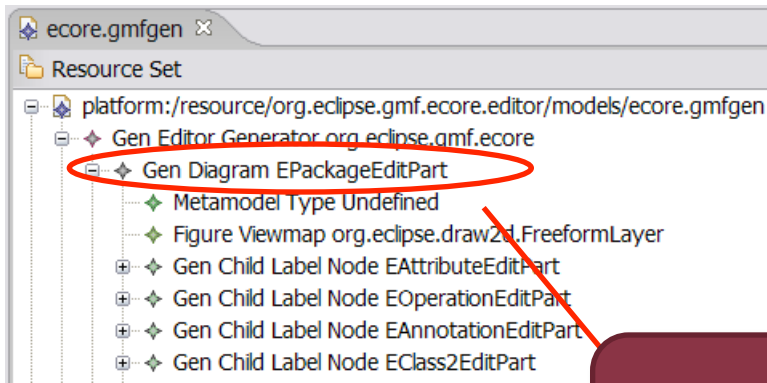 ecore.gmfgen
Resource Set
platform:/resource/org.eclipse.gmf.ecore.editor/models/ecore.gmfgen
Gen Editor Generator org.eclipse.gmf.ecore
Gen Diagram EPackageEditPart
Metamodel Type Undefined
Figure Viewmap org.eclipse.draw2d.FreeformLayer
Gen Child Label Node EAttributeEditPart
Gen Child Label Node EOperationEditPart
Gen Child Label Node EAnnotationEditPart
Gen Child Label Node EClass2EditPart